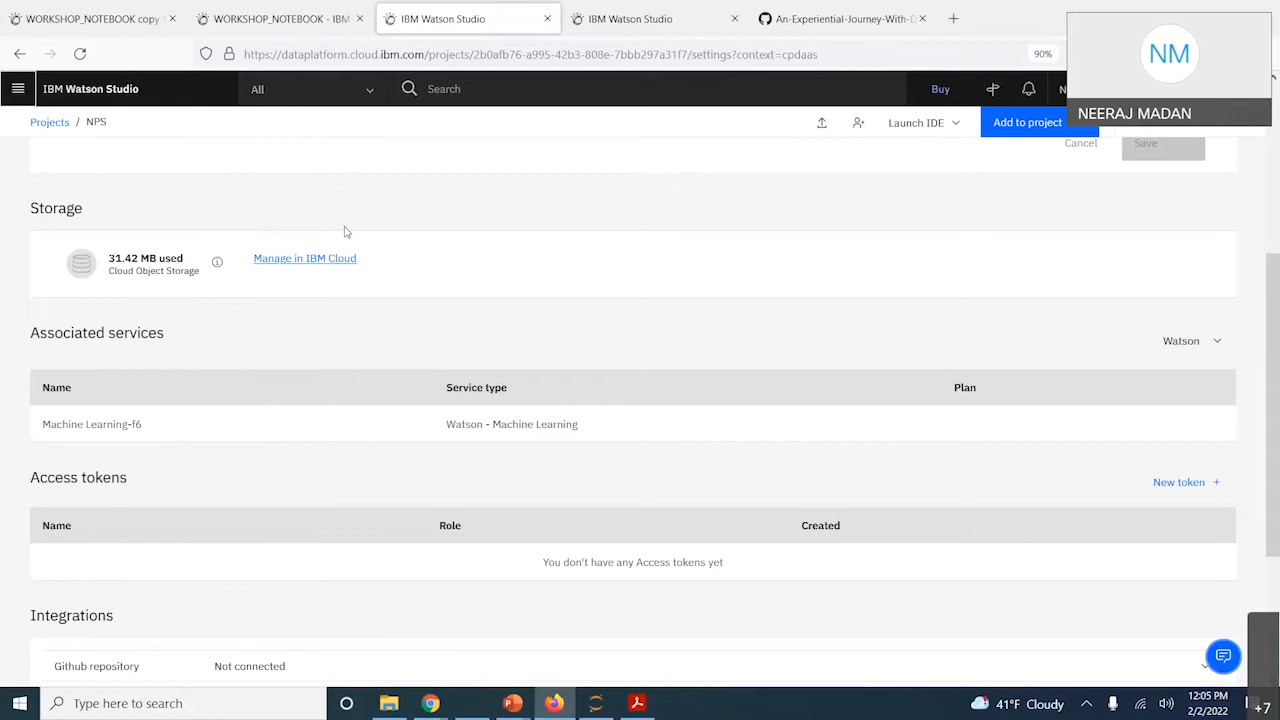 WORKSHOP_NOTEBOOK copy
WORKSHOP_NOTEBOOK - IBM
IBM Watson Studio
IBM Watson Studio
An-Experiential-Journey-With-D
https://dataplatform.cloud.ibm.com/projects/2b0afb76-a995-42b3-808e-7bbb297a31f7/settings?context=cpdaas
90%
NM
NEERAJ MADAN
IBM Watson Studio
All
Search
Buy
Projects / NPS
Launch IDE
Add to project
Cancel
Save
Storage
31.42 MB used
Cloud Object Storage
Manage in IBM Cloud
Associated services
Watson
Name Service type Plan
Machine Learning-f6 Watson - Machine Learning
Access tokens
New token +
Name Role Created
You don't have any Access tokens yet
Integrations
Github repository Not connected
Type here to search
41°F Cloudy
12:05 PM
2/2/2022
+7